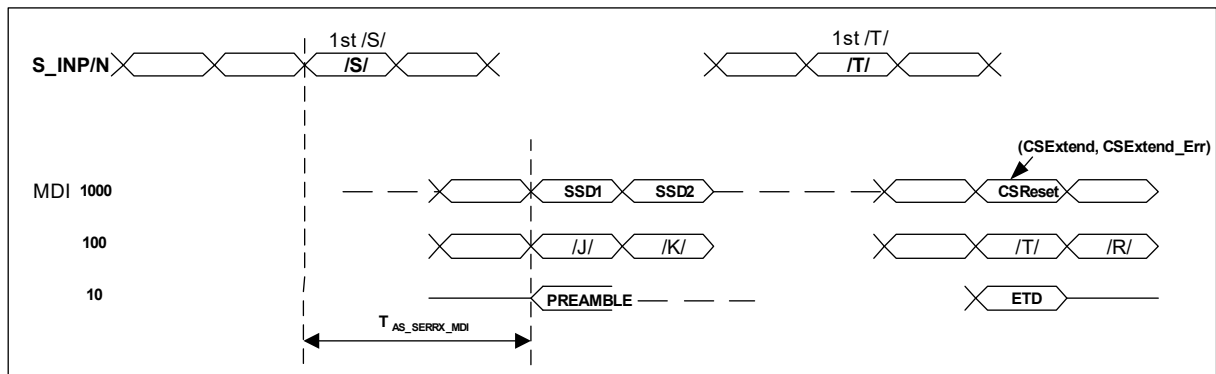 1st /S/
1st /T/
S_INP/N
/S/
/T/
(CSExtend, CSExtend_Err)
MDI 1000
SSD1
SSD2
CSReset
100
/J/
/K/
/T/
/R/
10
PREAMBLE
ETD
T AS_SERRX_MDI